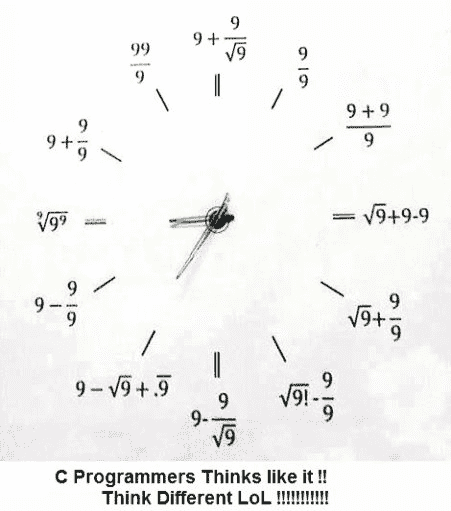 9 + 9/√9
99/9
9/9
9 + 9/9
9 + 9
9
⁹√9⁹
√9+9-9
9 - 9/9
√9 + 9/9
9 - √9 + .9̅
9 - 9/√9
√9! - 9/9
C Programmers Thinks like it !!
Think Different LoL !!!!!!!!!!!